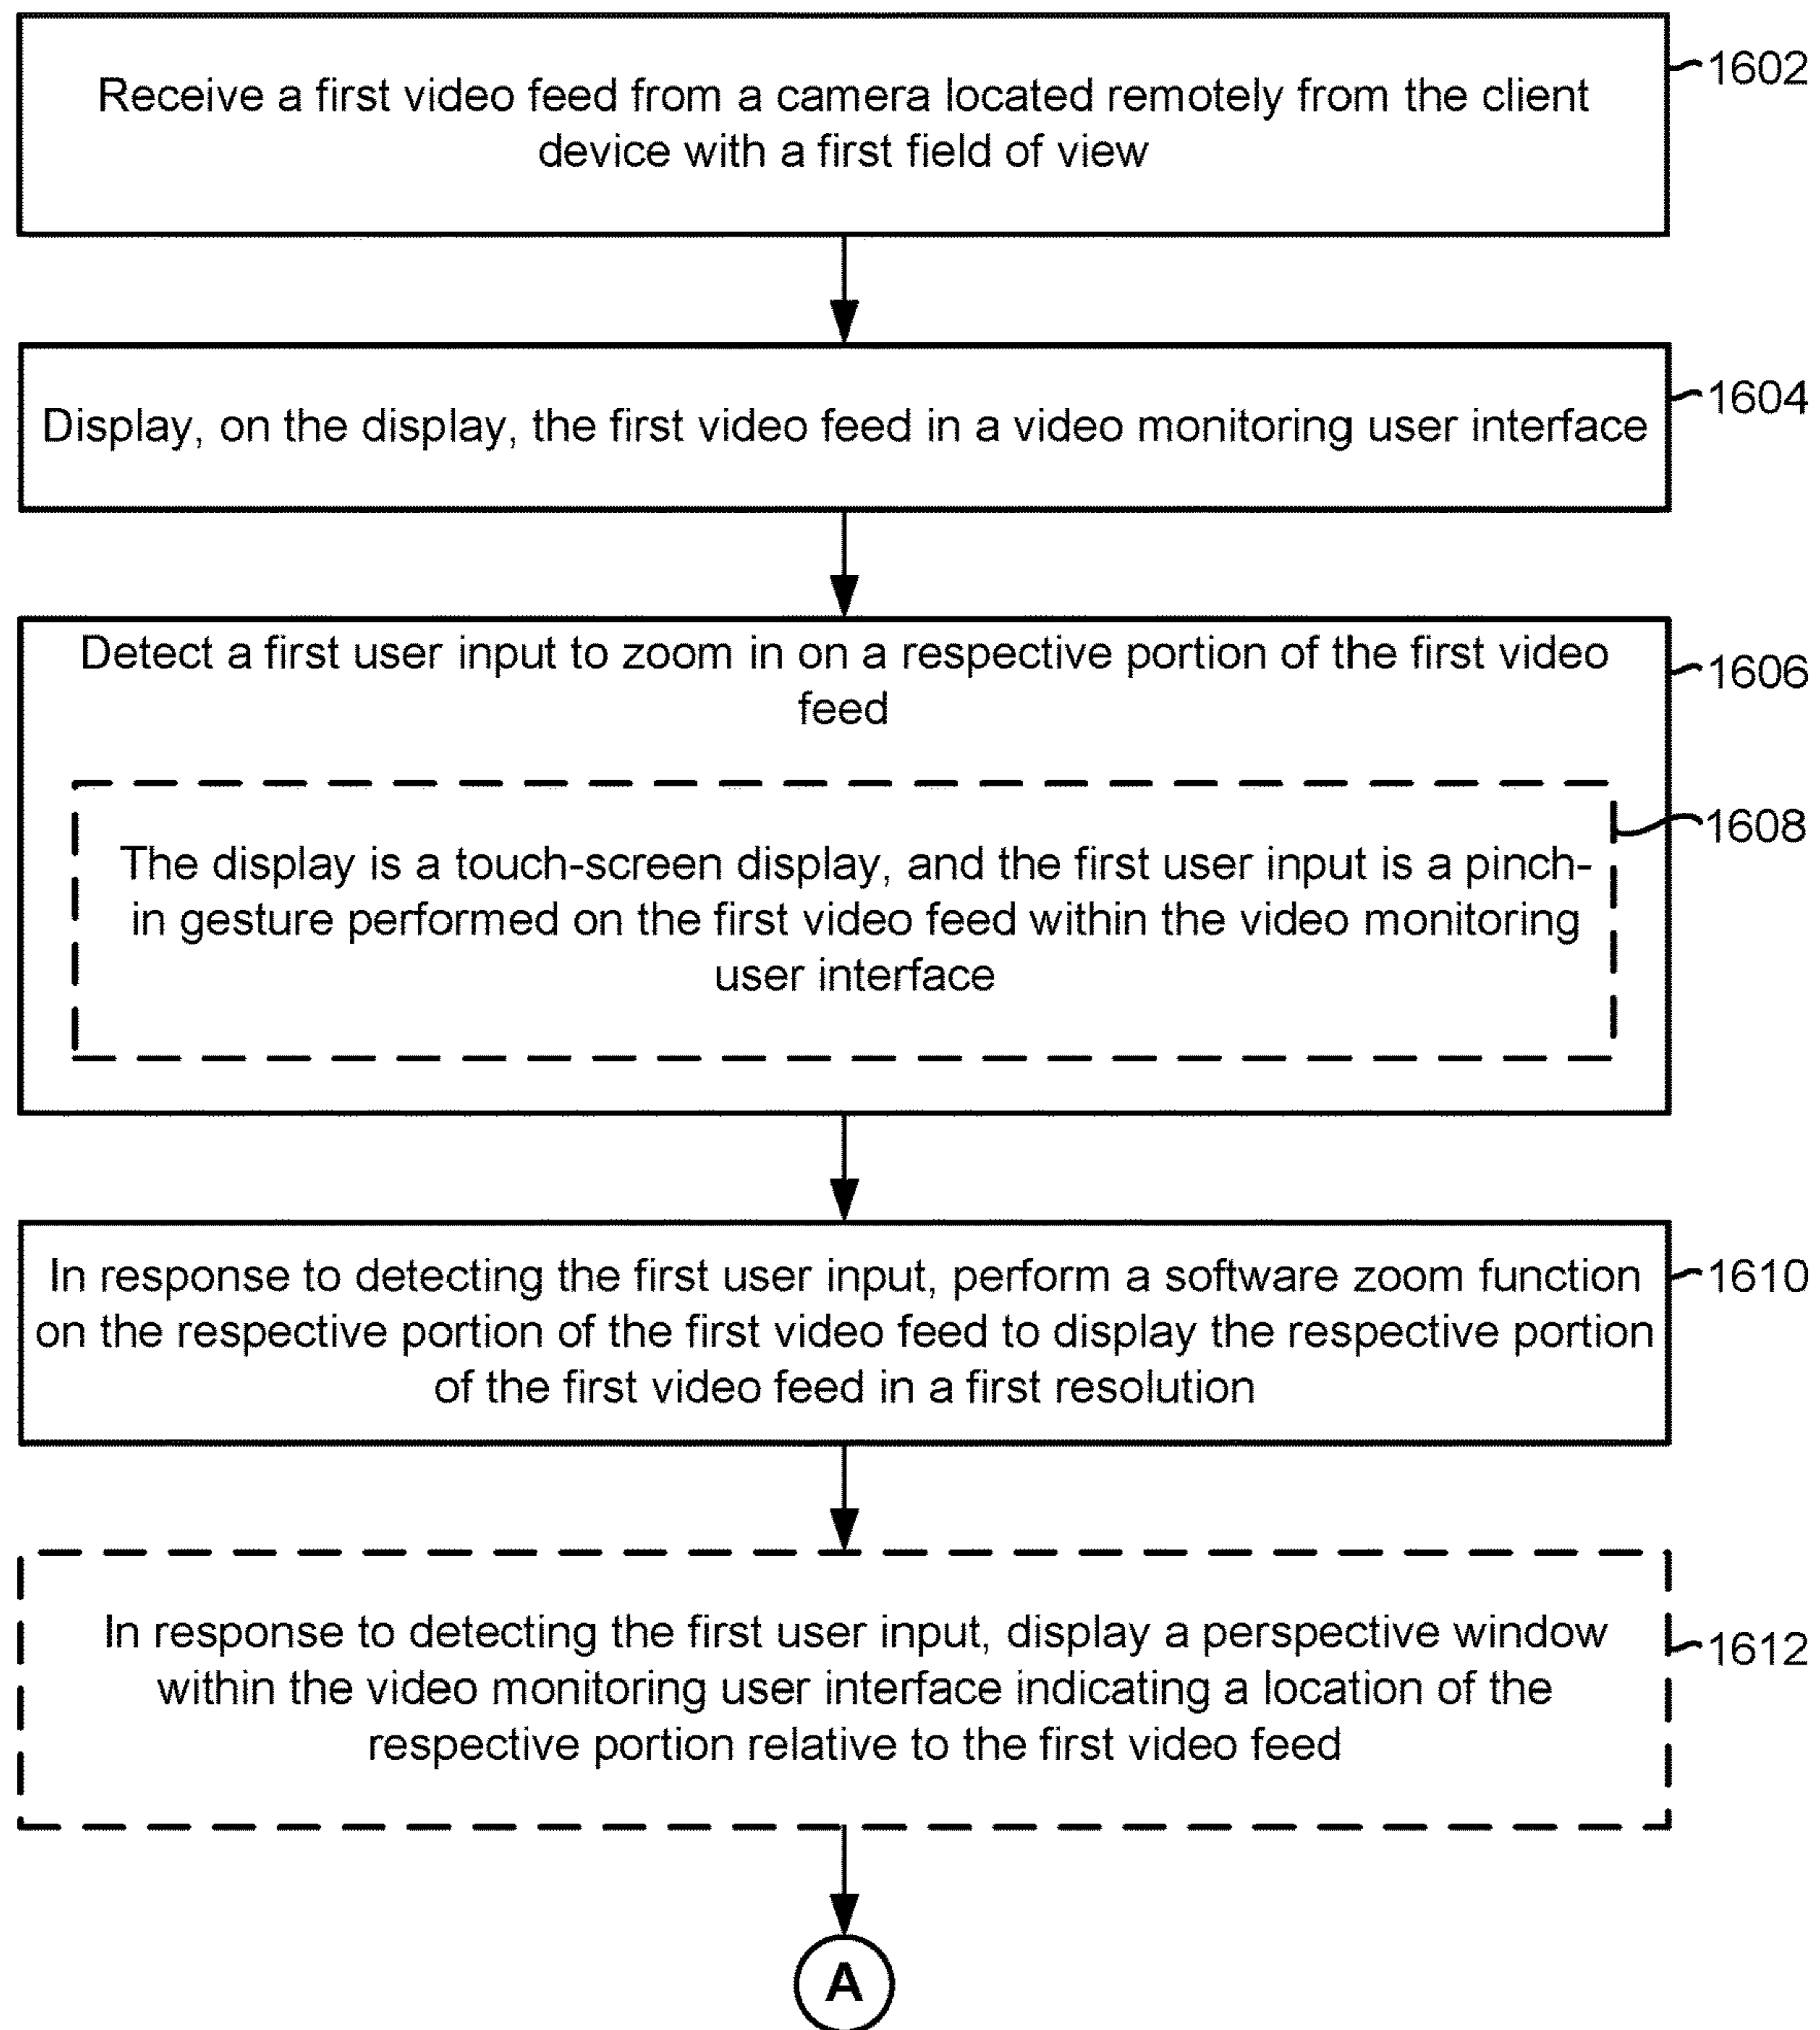 Receive a first video feed from a camera located remotely from the client
device with a first field of view
1602
Display, on the display, the first video feed in a video monitoring user interface
1604
Detect a first user input to zoom in on a respective portion of the first video
feed
1606
The display is a touch-screen display, and the first user input is a pinch-
in gesture performed on the first video feed within the video monitoring
user interface
1608
In response to detecting the first user input, perform a software zoom function
on the respective portion of the first video feed to display the respective portion
of the first video feed in a first resolution
1610
In response to detecting the first user input, display a perspective window
within the video monitoring user interface indicating a location of the
respective portion relative to the first video feed
1612
A